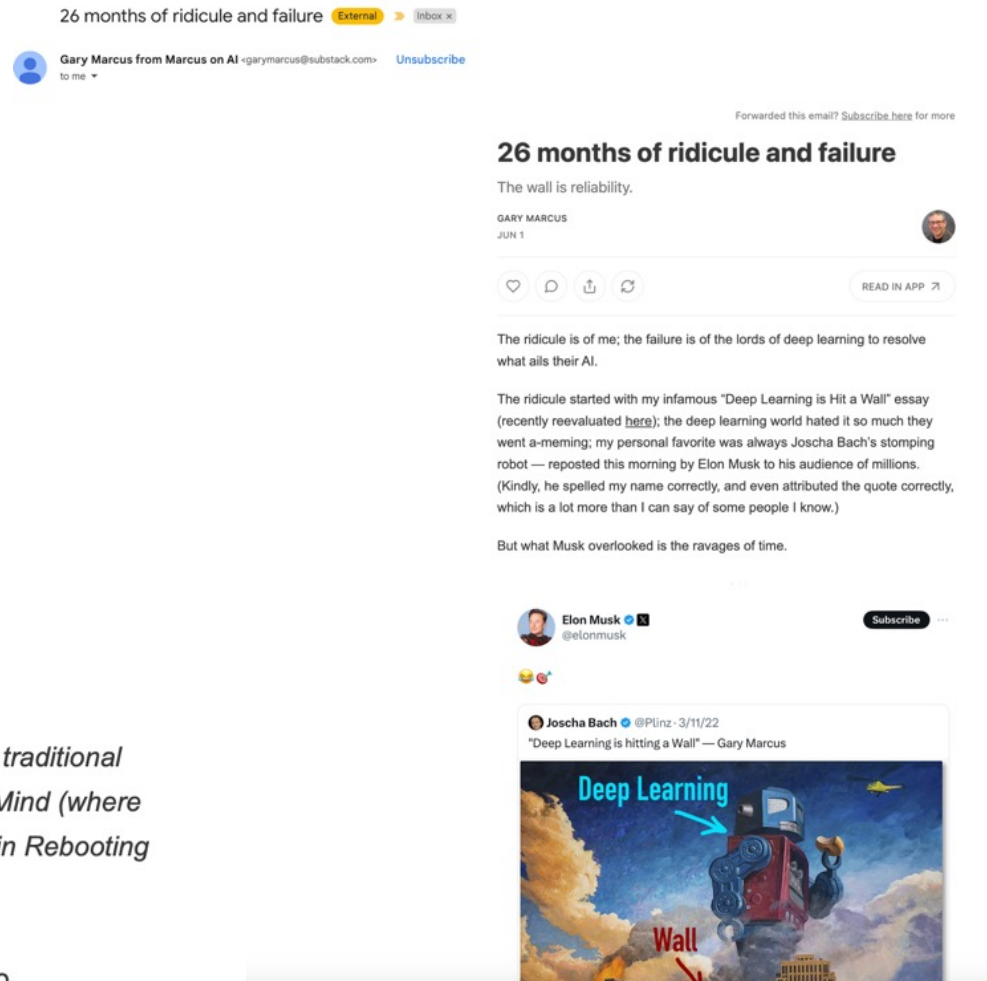 26 months of ridicule and failure External Inbox x
Gary Marcus from Marcus on AI <garymarcus@substack.com> Unsubscribe
to me
Forwarded this email? Subscribe here for more
26 months of ridicule and failure
The wall is reliability.
GARY MARCUS
JUN 1
READ IN APP
The ridicule is of me; the failure is of the lords of deep learning to resolve
what ails their AI.
The ridicule started with my infamous “Deep Learning is Hit a Wall” essay
(recently reevaluated here); the deep learning world hated it so much they
went a-meming; my personal favorite was always Joscha Bach's stomping
robot — reposted this morning by Elon Musk to his audience of millions.
(Kindly, he spelled my name correctly, and even attributed the quote correctly,
which is a lot more than I can say of some people I know.)
But what Musk overlooked is the ravages of time.
Elon Musk X
@elonmusk
Subscribe
😂🎯
Joscha Bach @Plinz · 3/11/22
"Deep Learning is hitting a Wall" — Gary Marcus
Deep Learning
Wall
traditional
Mind (where
in Rebooting